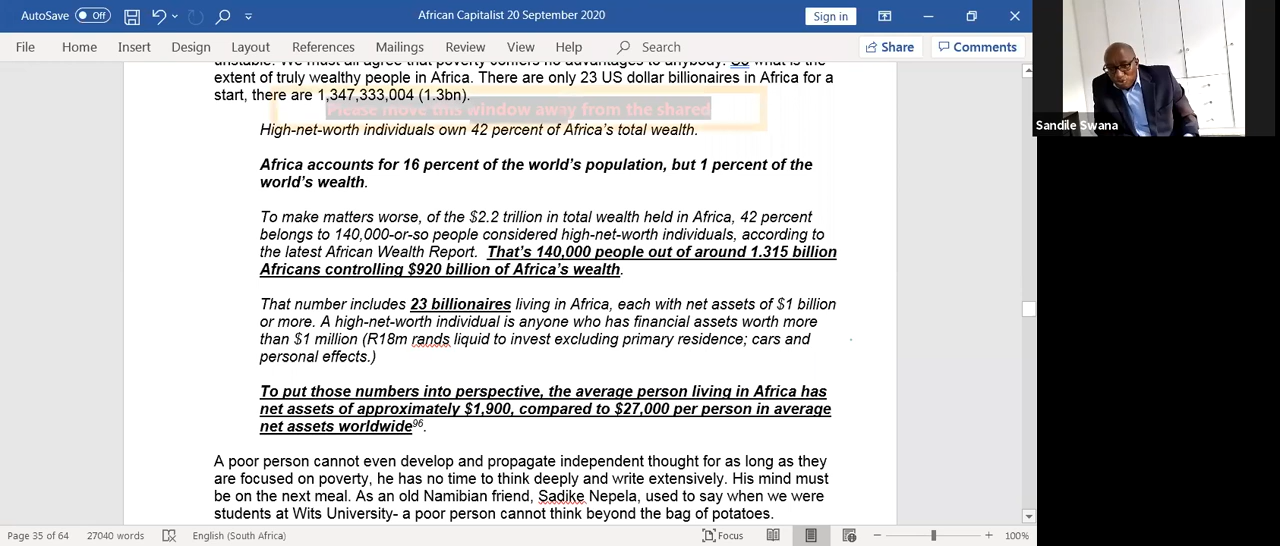 AutoSave Off African Capitalist 20 September 2020 Sign in
File Home Insert Design Layout References Mailings Review View Help Search Share Comments
unstable. We must all agree that poverty confers no advantages to anybody. So what is the
extent of truly wealthy people in Africa. There are only 23 US dollar billionaires in Africa for a
start, there are 1,347,333,004 (1.3bn).
Please move this window away from the shared
High-net-worth individuals own 42 percent of Africa's total wealth.
Africa accounts for 16 percent of the world's population, but 1 percent of the
world's wealth.
To make matters worse, of the $2.2 trillion in total wealth held in Africa, 42 percent
belongs to 140,000-or-so people considered high-net-worth individuals, according to
the latest African Wealth Report. That's 140,000 people out of around 1.315 billion
Africans controlling $920 billion of Africa's wealth.
That number includes 23 billionaires living in Africa, each with net assets of $1 billion
or more. A high-net-worth individual is anyone who has financial assets worth more
than $1 million (R18m rands liquid to invest excluding primary residence; cars and
personal effects.)
To put those numbers into perspective, the average person living in Africa has
net assets of approximately $1,900, compared to $27,000 per person in average
net assets worldwide96.
A poor person cannot even develop and propagate independent thought for as long as they
are focused on poverty, he has no time to think deeply and write extensively. His mind must
be on the next meal. As an old Namibian friend, Sadike Nepela, used to say when we were
students at Wits University- a poor person cannot think beyond the bag of potatoes.
Page 35 of 64 27040 words English (South Africa) Focus 100%
Sandile Swana